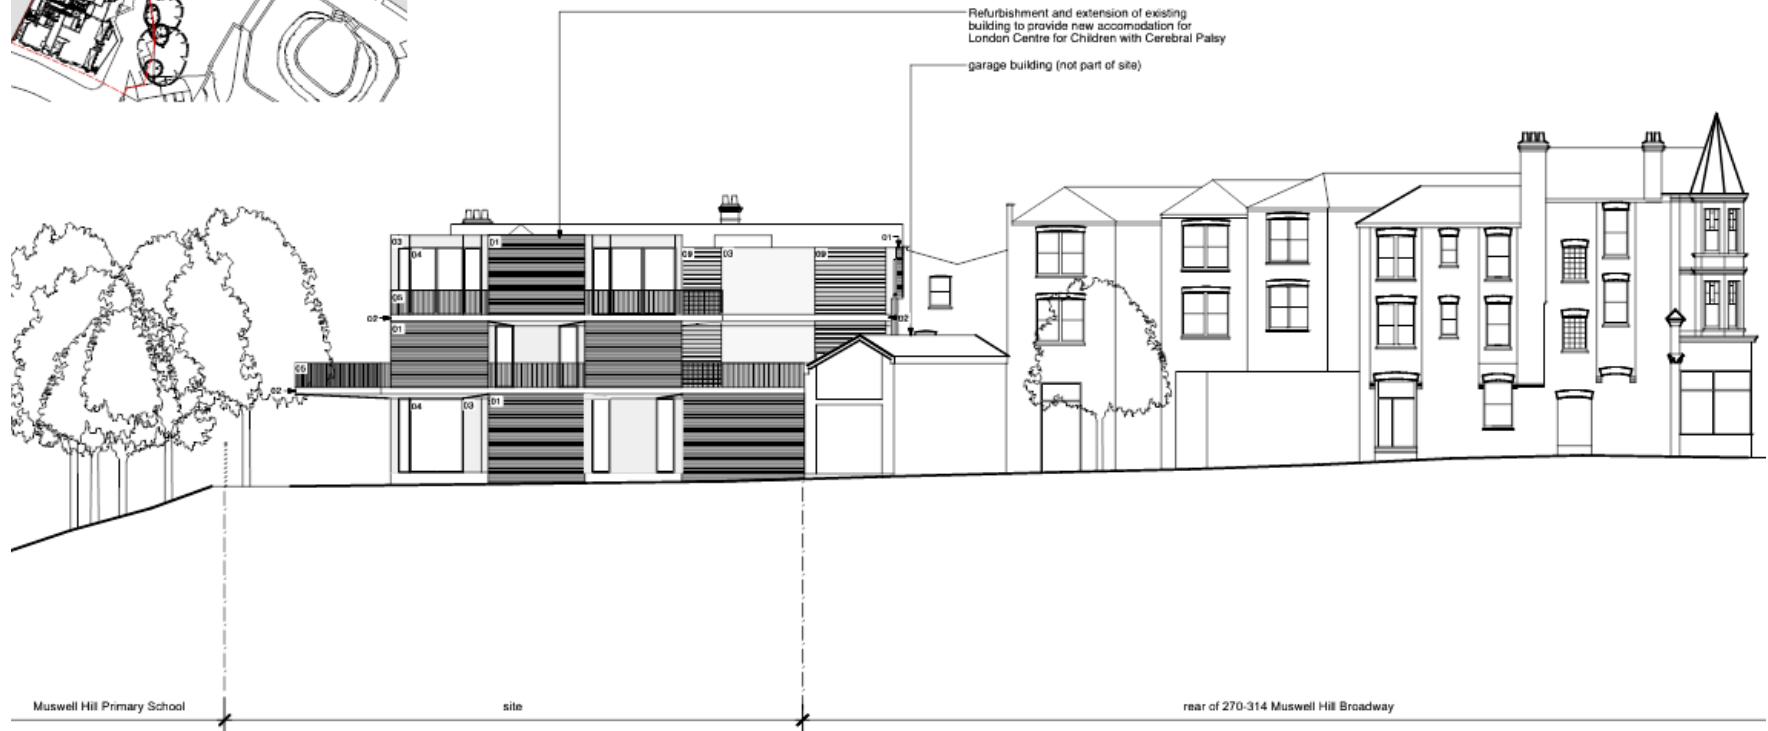 Refurbishment and extension of existing
building to provide new accomodation for
London Centre for Children with Cerebral Palsy
garage building (not part of site)
03
01
01
04
09
03
09
05
02
02
01
05
02
04
03
01
Muswell Hill Primary School
site
rear of 270-314 Muswell Hill Broadway